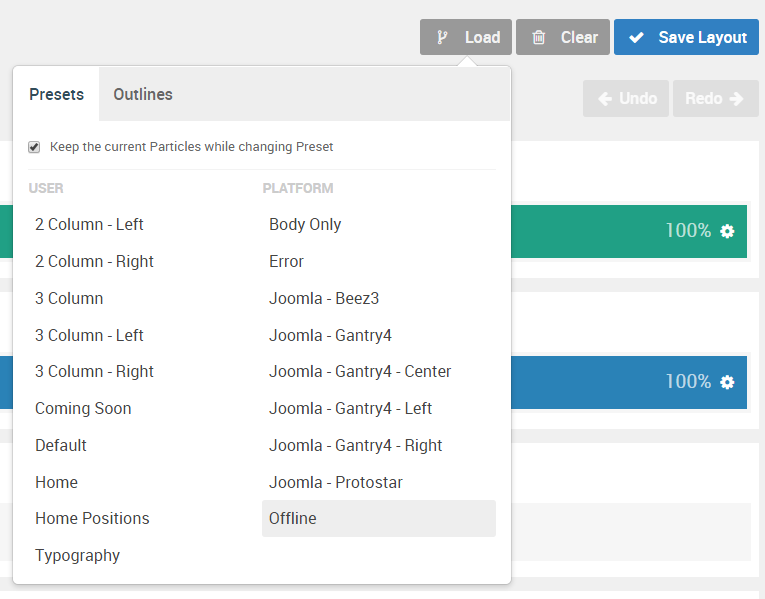 Load
Clear
Save Layout
Presets
Outlines
Undo
Redo
Keep the current Particles while changing Preset
USER
2 Column - Left
2 Column - Right
3 Column
3 Column - Left
3 Column - Right
Coming Soon
Default
Home
Home Positions
Typography
PLATFORM
Body Only
Error
Joomla - Beez3
Joomla - Gantry4
Joomla - Gantry4 - Center
Joomla - Gantry4 - Left
Joomla - Gantry4 - Right
Joomla - Protostar
Offline
100%
100%